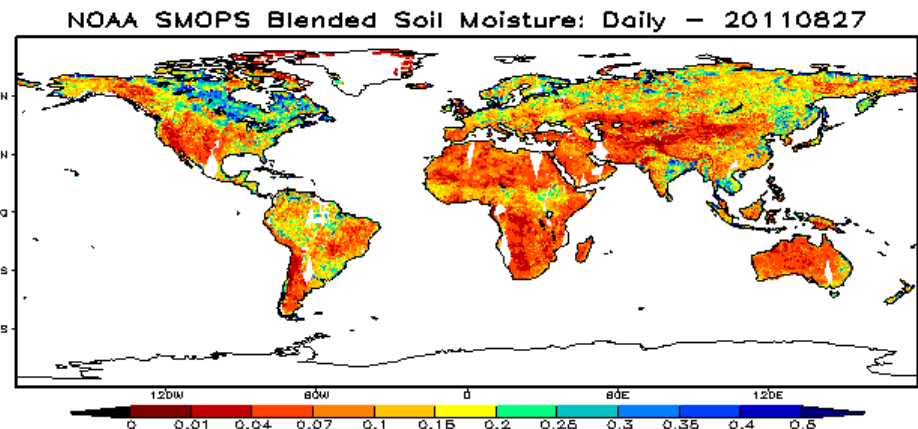 NOAA SMOPS Blended Soil Moisture: Daily – 20110827
N
N
Q
S
S
120W 60W 0 60E 120E
0 0.01 0.04 0.07 0.1 0.15 0.2 0.25 0.3 0.35 0.4 0.5